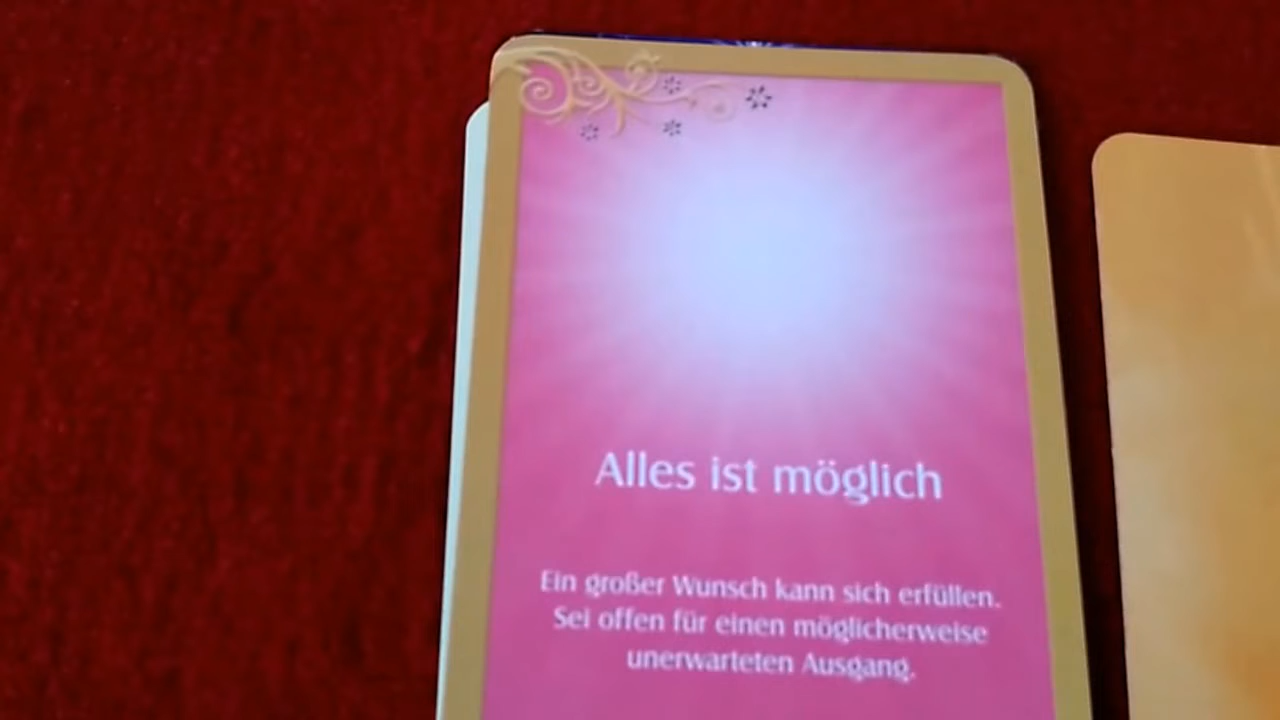 Alles ist möglich
Ein großer Wunsch kann sich erfüllen.
Sei offen für einen möglicherweise
unerwarteten Ausgang.